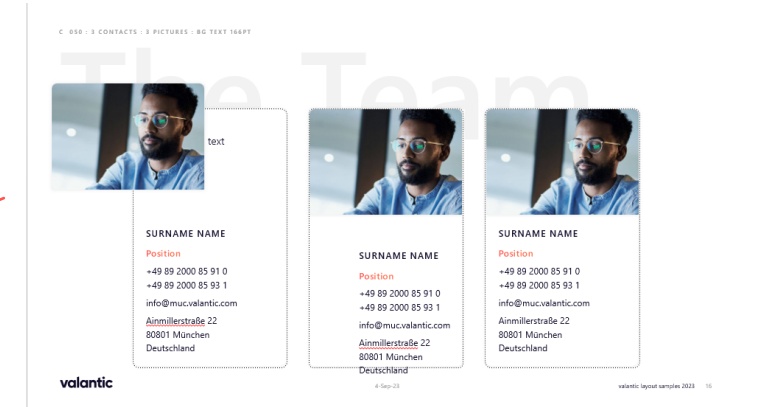 C 050 : 3 CONTACTS : 3 PICTURES : BG TEXT 166PT
The Team
text
SURNAME NAME
Position
+49 89 2000 85 91 0
+49 89 2000 85 93 1
info@muc.valantic.com
Ainmillerstraße 22
80801 München
Deutschland
SURNAME NAME
Position
+49 89 2000 85 91 0
+49 89 2000 85 93 1
info@muc.valantic.com
Ainmillerstraße 22
80801 München
Deutschland
SURNAME NAME
Position
+49 89 2000 85 91 0
+49 89 2000 85 93 1
info@muc.valantic.com
Ainmillerstraße 22
80801 München
Deutschland
valantic
4-Sep-23
valantic layout samples 2023 16